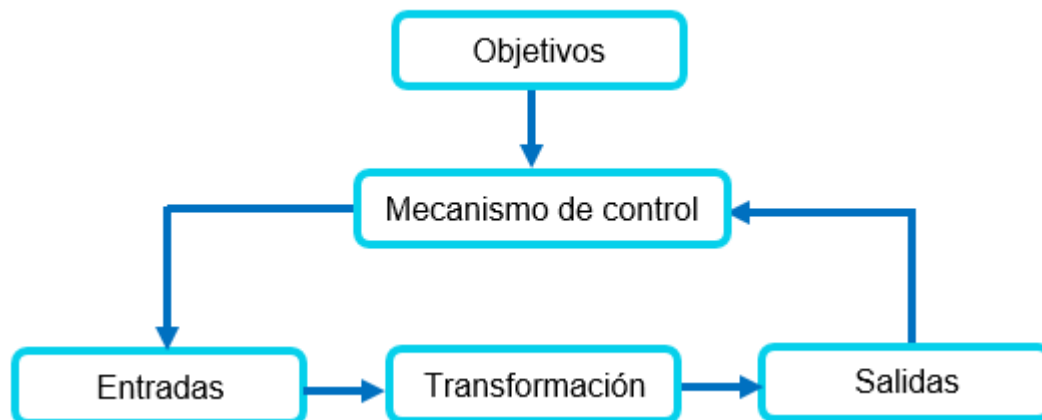 Objetivos
Mecanismo de control
Entradas
Transformación
Salidas